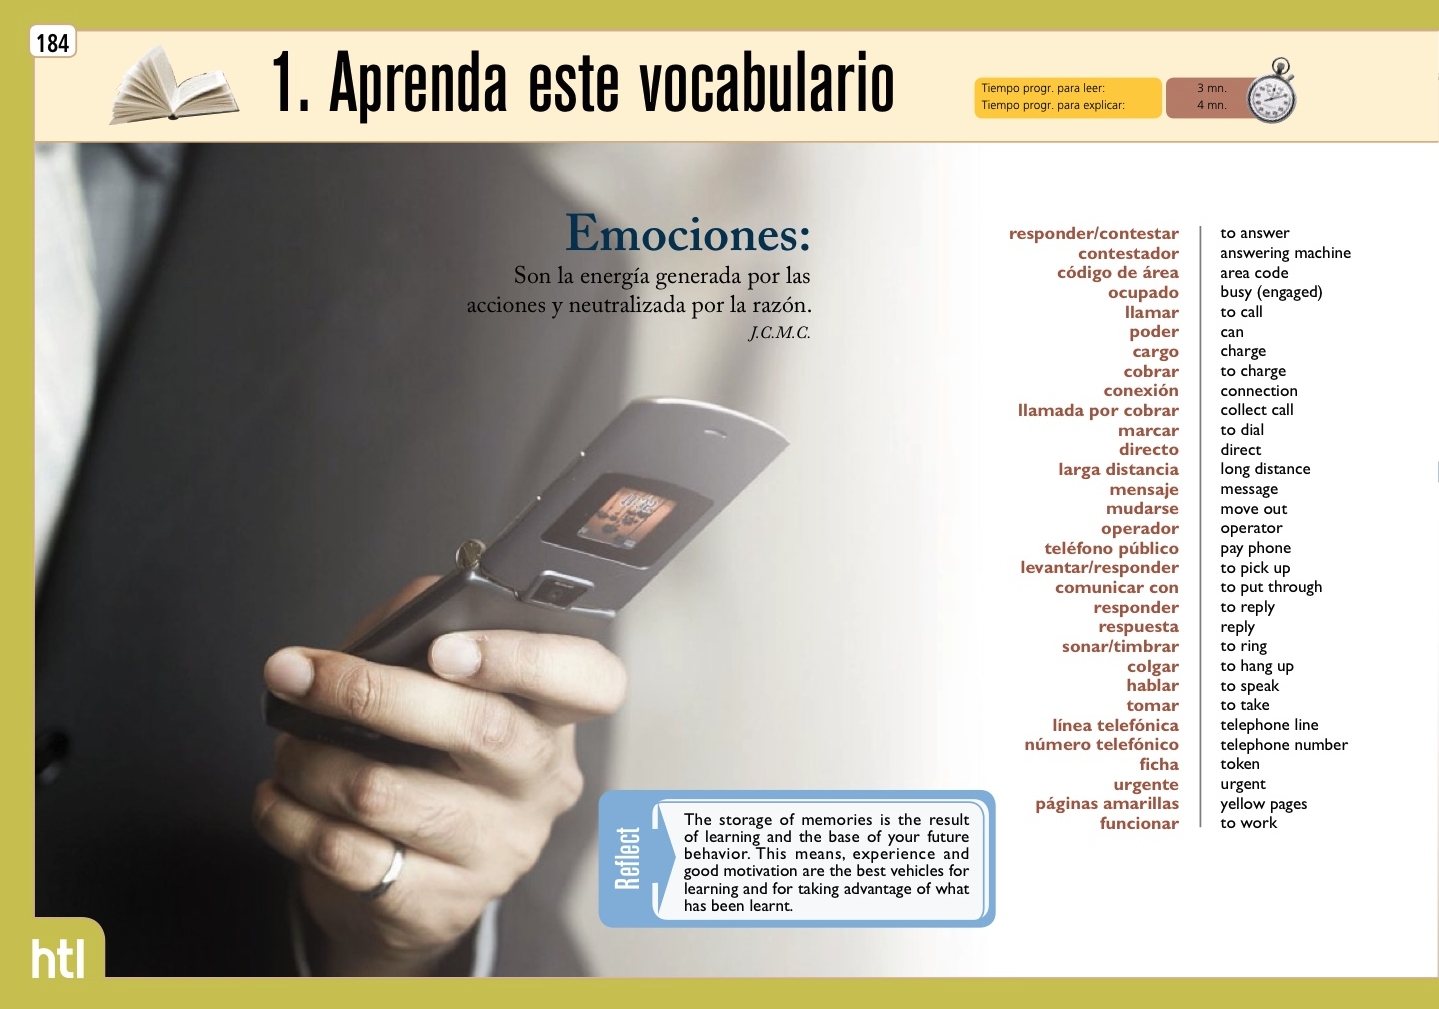 184
1. Aprenda este vocabulario
Tiempo progr. para leer: 3 mn.
Tiempo progr. para explicar: 4 mn.
Emociones:
Son la energía generada por las
acciones y neutralizada por la razón.
J.C.M.C.
responder/contestar to answer
contestador answering machine
código de área area code
ocupado busy (engaged)
llamar to call
poder can
cargo charge
cobrar to charge
conexión connection
llamada por cobrar collect call
marcar to dial
directo direct
larga distancia long distance
mensaje message
mudarse move out
operador operator
teléfono público pay phone
levantar/responder to pick up
comunicar con to put through
responder to reply
respuesta reply
sonar/timbrar to ring
colgar to hang up
hablar to speak
tomar to take
línea telefónica telephone line
número telefónico telephone number
ficha token
urgente urgent
páginas amarillas yellow pages
funcionar to work
Reflect
The storage of memories is the result
of learning and the base of your future
behavior. This means, experience and
good motivation are the best vehicles for
learning and for taking advantage of what
has been learnt.
htl